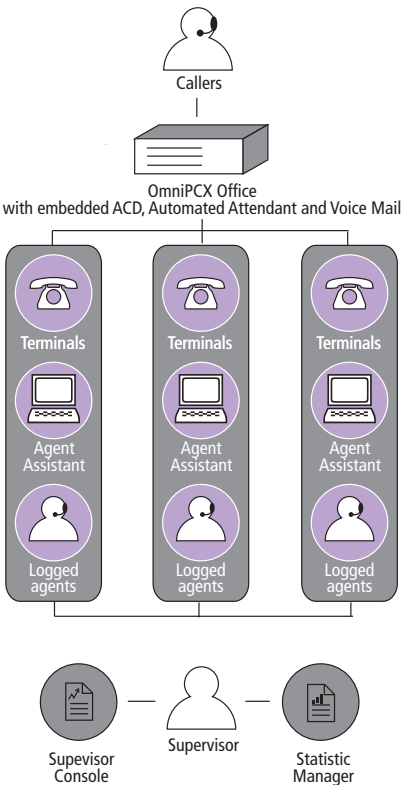 Callers
OmniPCX Office
with embedded ACD, Automated Attendant and Voice Mail
Terminals
Terminals
Terminals
Agent
Assistant
Agent
Assistant
Agent
Assistant
Logged
agents
Logged
agents
Logged
agents
Supevisor
Console
Supervisor
Statistic
Manager